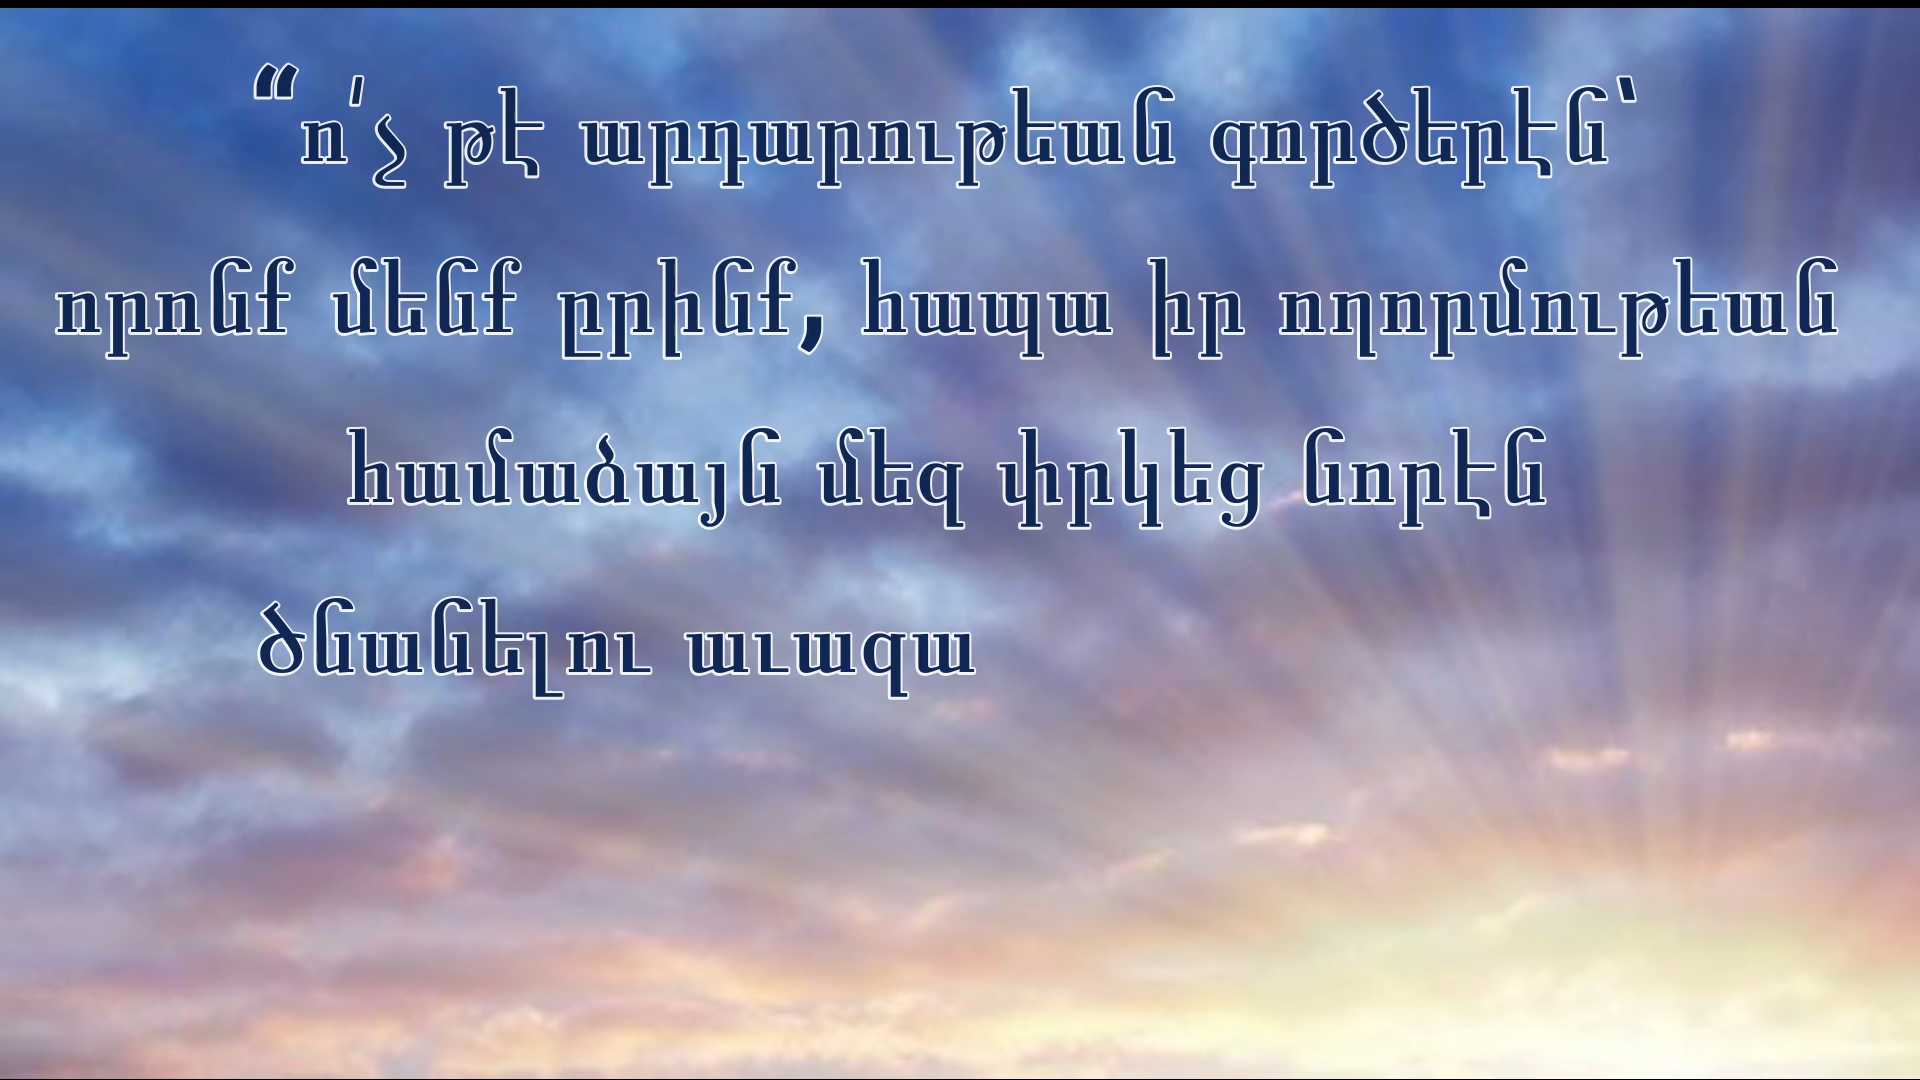 “ո՛չ թէ արդարութեան գործերէն՝
որոնք մենք ըրինք, հապա իր ողորմութեան
համաձայն մեզ փրկեց նորէն
ծնանելու աւազա